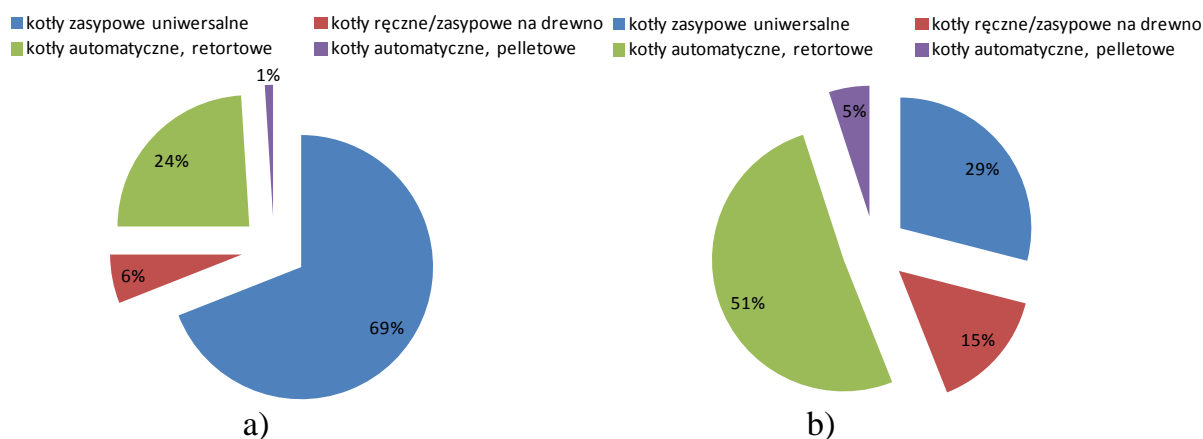 kotły zasypowe uniwersalne
kotły ręczne/zasypowe na drewno
kotły automatyczne, retortowe
kotły automatyczne, pelletowe
1%
24%
6%
69%
a)
kotły zasypowe uniwersalne
kotły ręczne/zasypowe na drewno
kotły automatyczne, retortowe
kotły automatyczne, pelletowe
5%
29%
51%
15%
b)